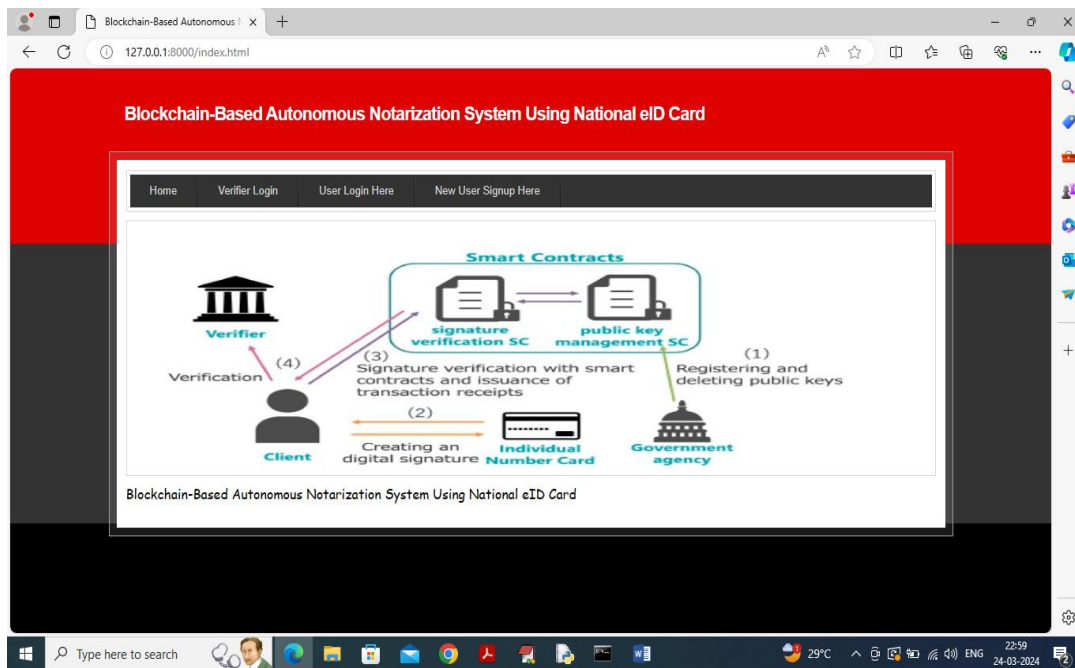 Blockchain-Based Autonomous N
127.0.0.1:8000/index.html
Blockchain-Based Autonomous Notarization System Using National eID Card
Home
Verifier Login
User Login Here
New User Signup Here
Smart Contracts
signature
verification SC
public key
management SC
Verifier
(4)
Verification
(3)
Signature verification with smart
contracts and issuance of
transaction receipts
(1)
Registering and
deleting public keys
(2)
Creating an
digital signature
Client
Individual
Number Card
Government
agency
Blockchain-Based Autonomous Notarization System Using National eID Card
Type here to search
29°C
ENG
22:59
24-03-2024
2